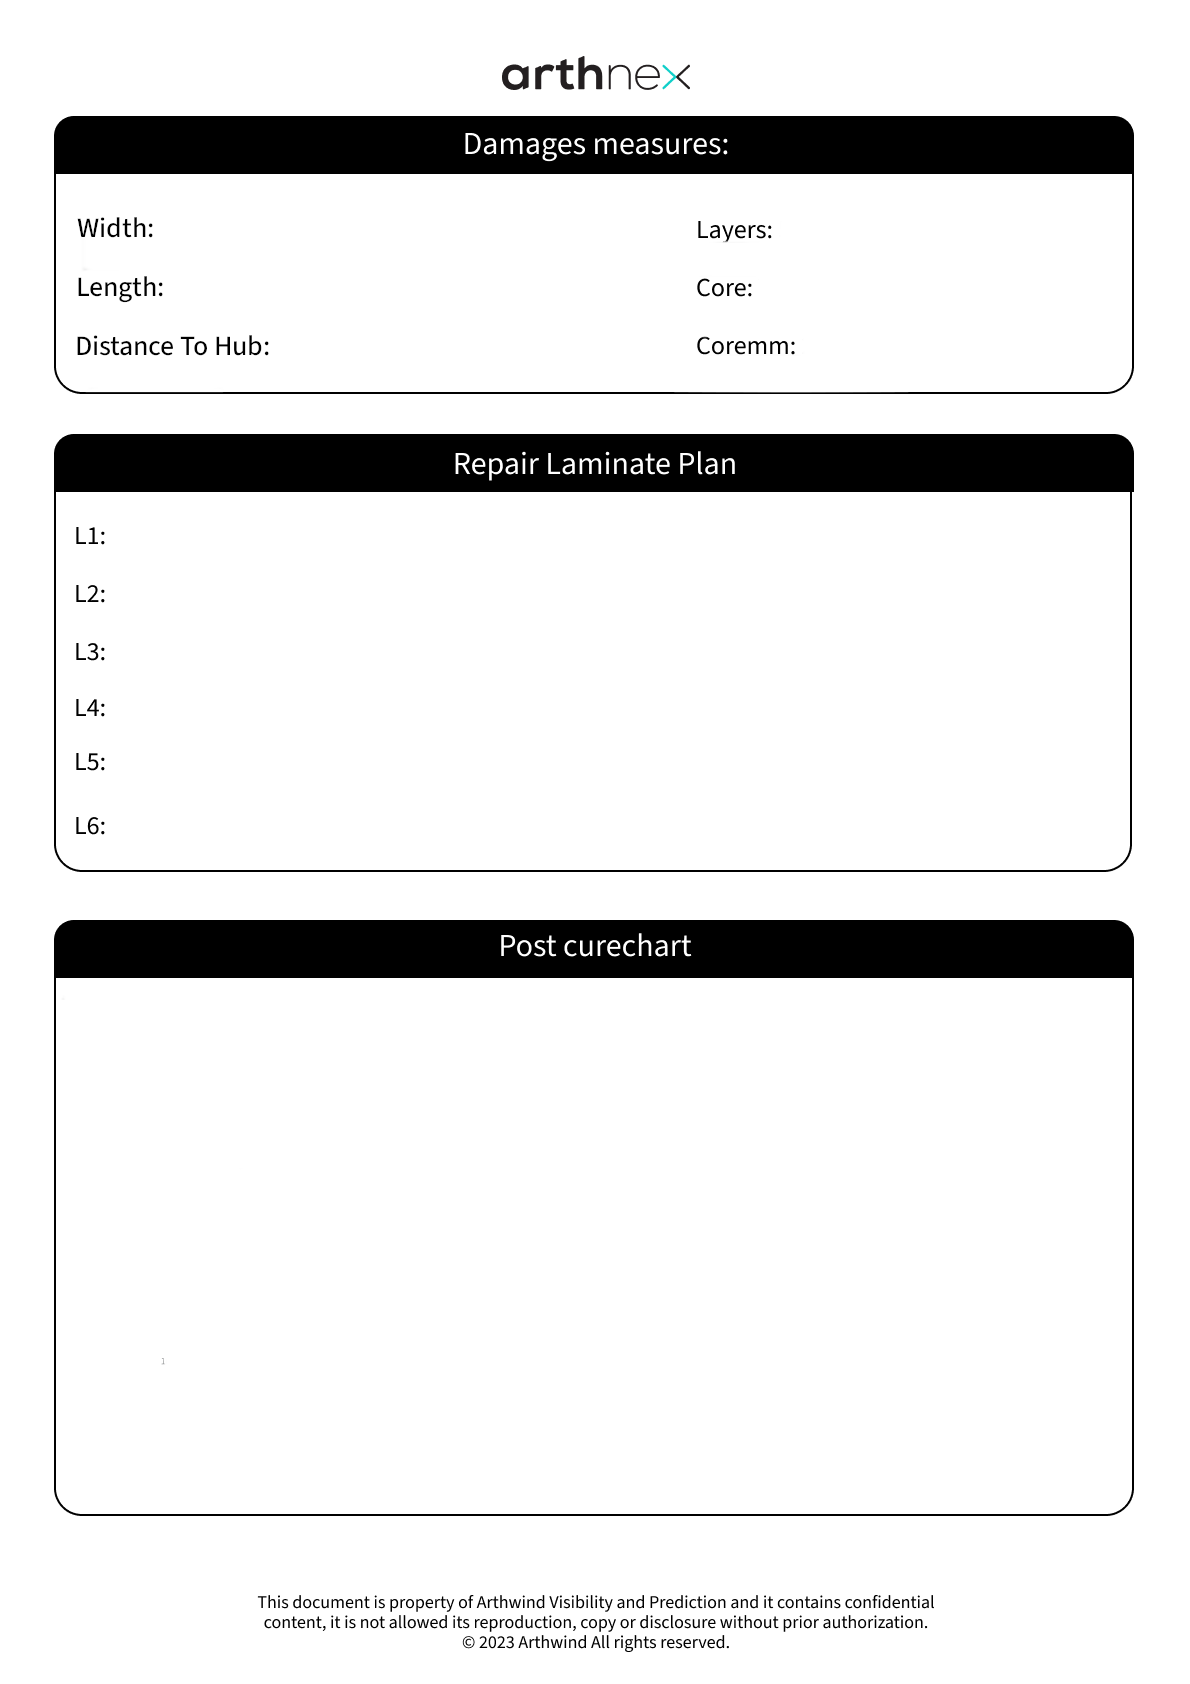 arthnex
Damages measures:
Width:
Layers:
Length:
Core:
Distance To Hub:
Coremm:
Repair Laminate Plan
L1:
L2:
L3:
L4:
L5:
L6:
Post curechart
1
This document is property of Arthwind Visibility and Prediction and it contains confidential
content, it is not allowed its reproduction, copy or disclosure without prior authorization.
© 2023 Arthwind All rights reserved.